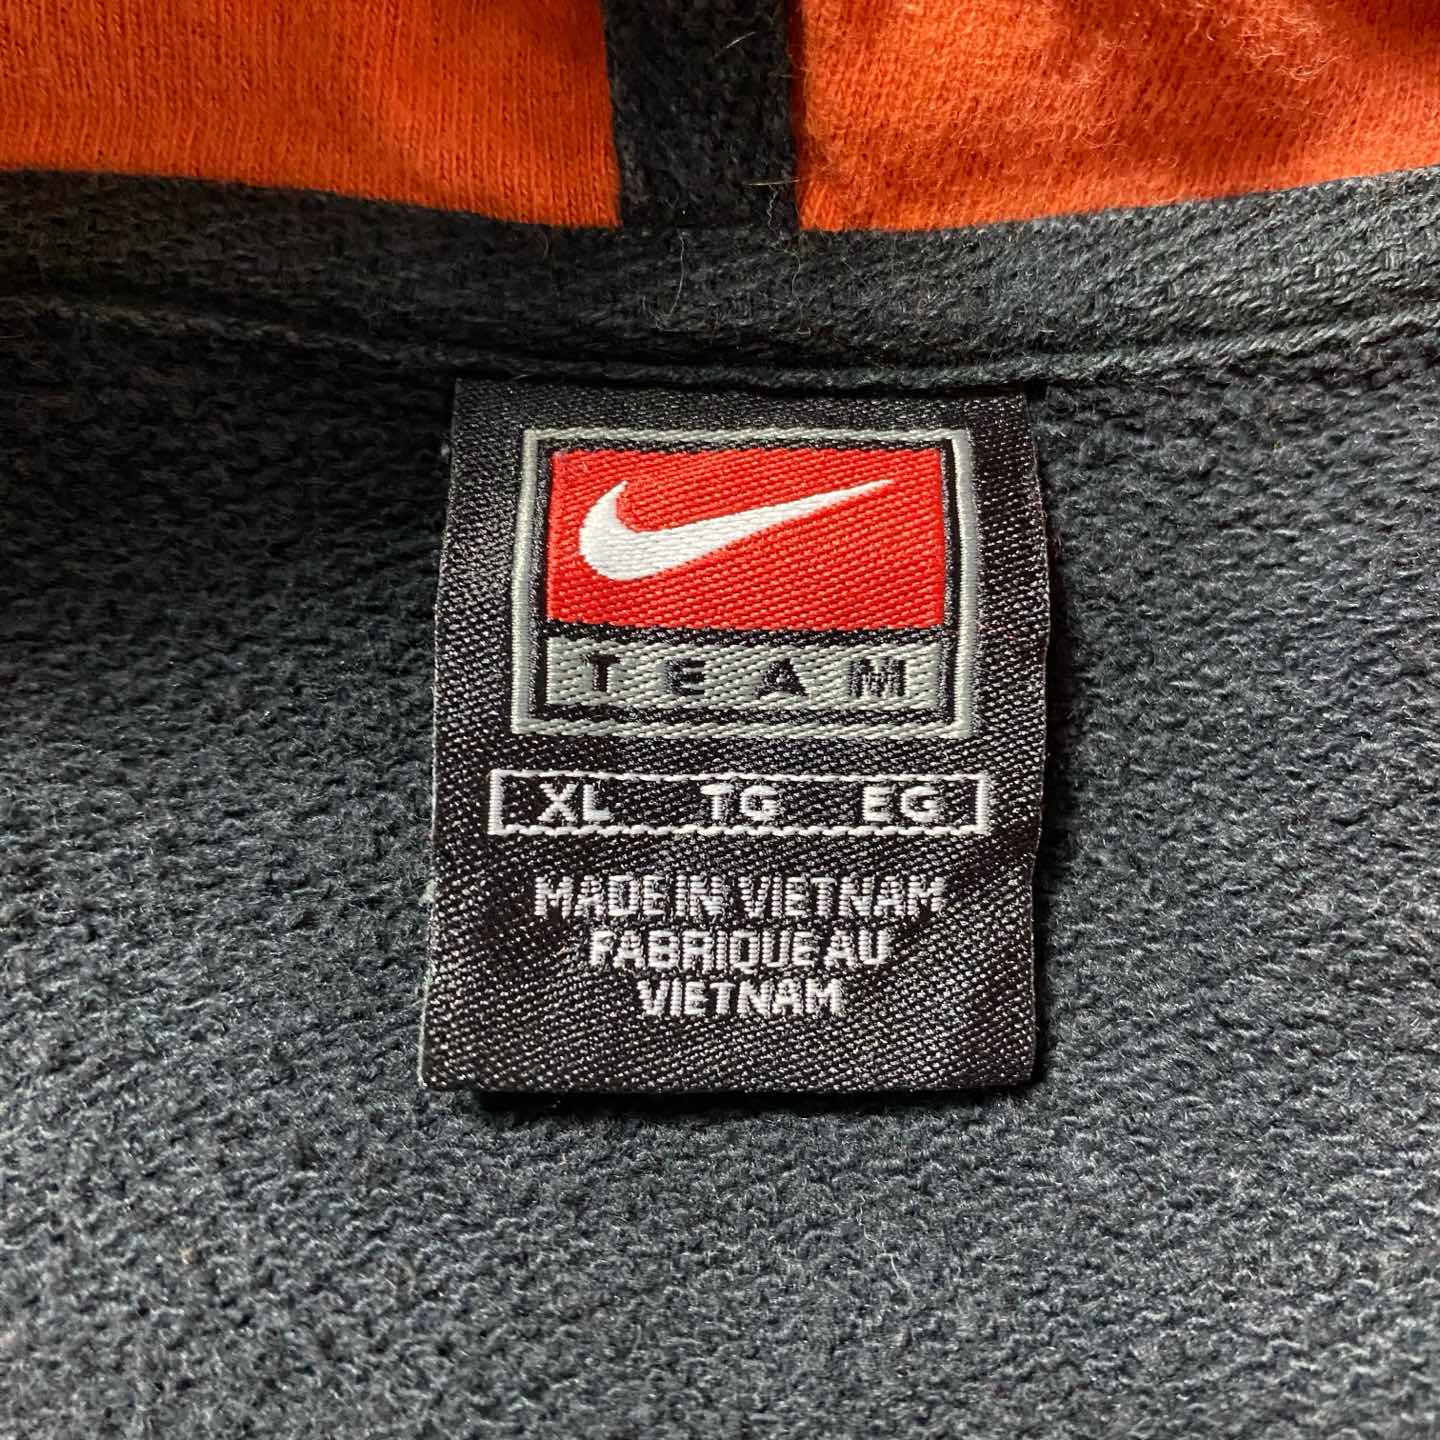 TEAM
XL TG EG
MADE IN VIETNAM
FABRIQUE AU
VIETNAM